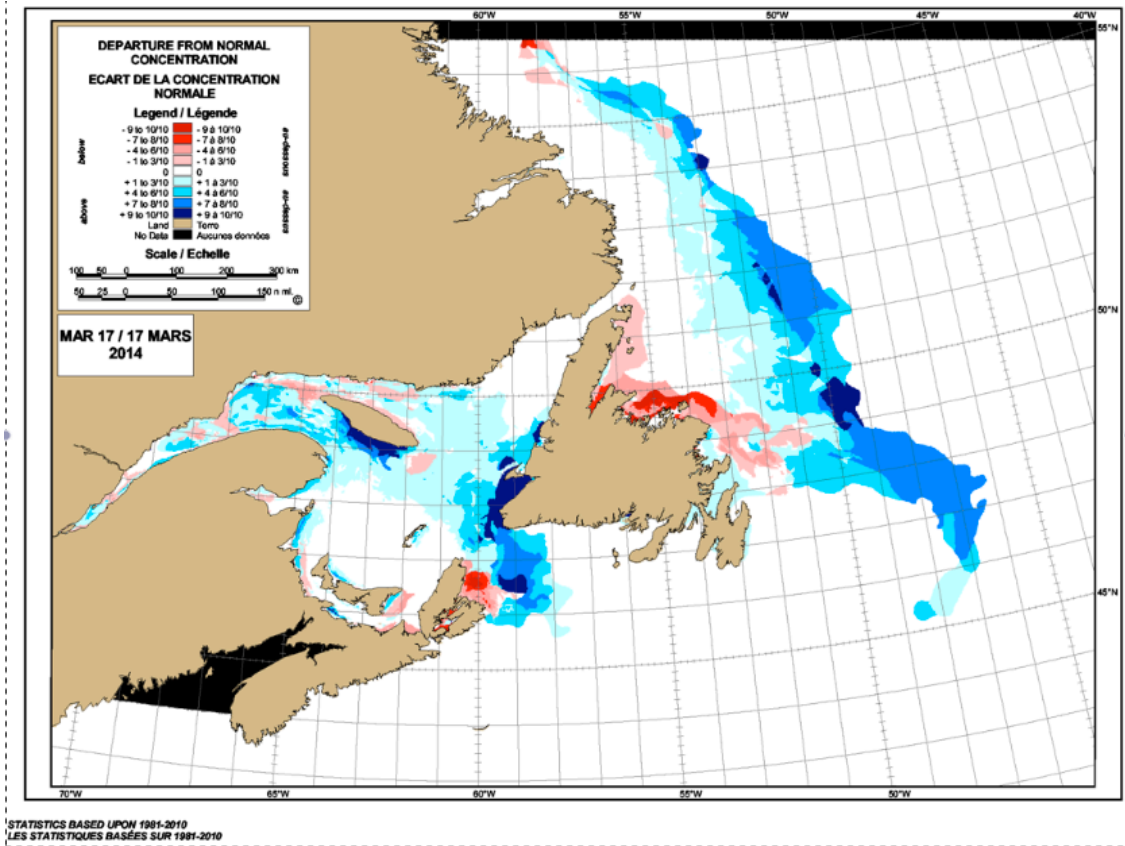 60°W 55°W 50°W 45°W 40°W
55°N
DEPARTURE FROM NORMAL
CONCENTRATION
ECART DE LA CONCENTRATION
NORMALE
Legend / Légende
below
au-dessous
- 9 to 10/10 - 9 à 10/10
- 7 to 8/10 - 7 à 8/10
- 4 to 6/10 - 4 à 6/10
- 1 to 3/10 - 1 à 3/10
0 0
above
au-dessus
+ 1 to 3/10 + 1 à 3/10
+ 4 to 6/10 + 4 à 6/10
+ 7 to 8/10 + 7 à 8/10
+ 9 to 10/10 + 9 à 10/10
Land Terre
No Data Aucunes données
Scale / Echelle
100 50 0 100 200 300 km
50 25 0 100 150 n mi.
©
MAR 17 / 17 MARS
2014
50°N
45°N
70°W 65°W 60°W 55°W 50°W
STATISTICS BASED UPON 1981-2010
LES STATISTIQUES BASÉES SUR 1981-2010